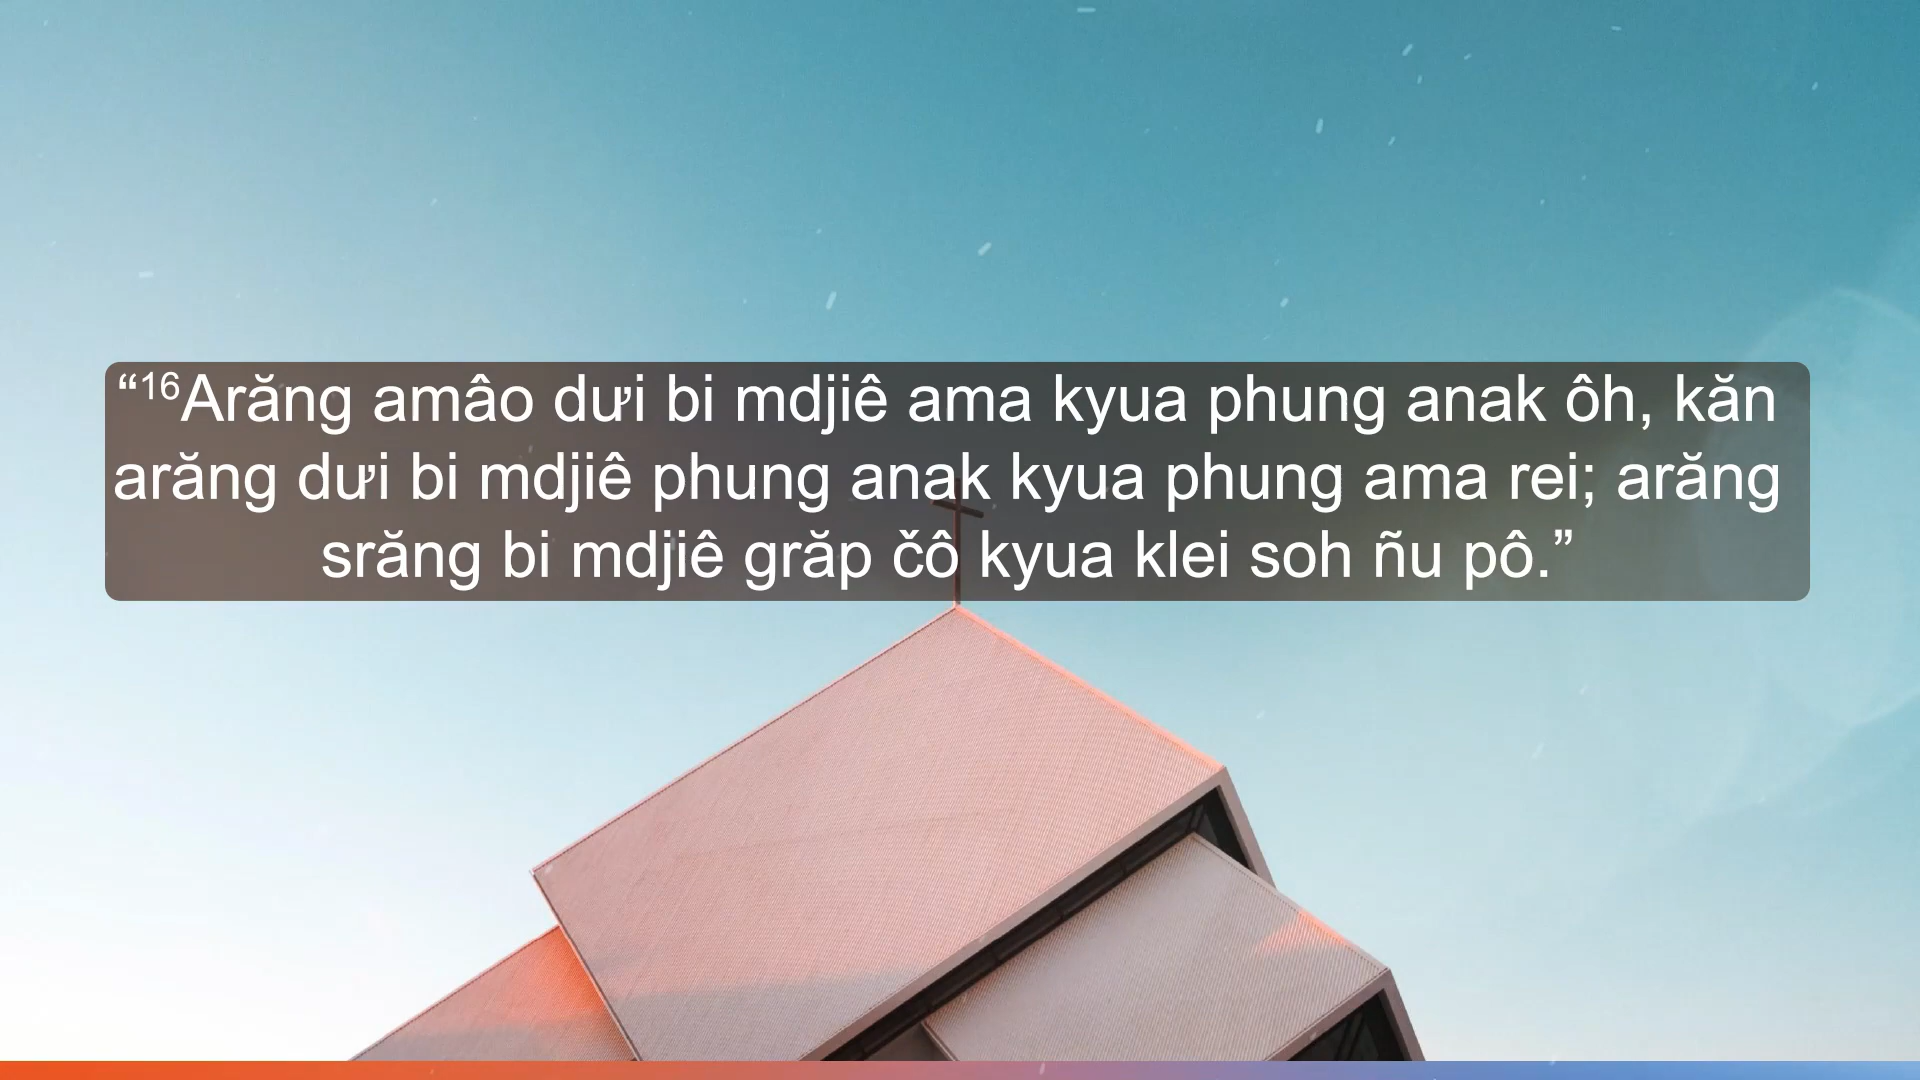 “¹⁶Arăng amâo dưi bi mdjiê ama kyua phung anak ôh, kăn
arăng dưi bi mdjiê phung anak kyua phung ama rei; arăng
srăng bi mdjiê grăp čô kyua klei soh ñu pô.”